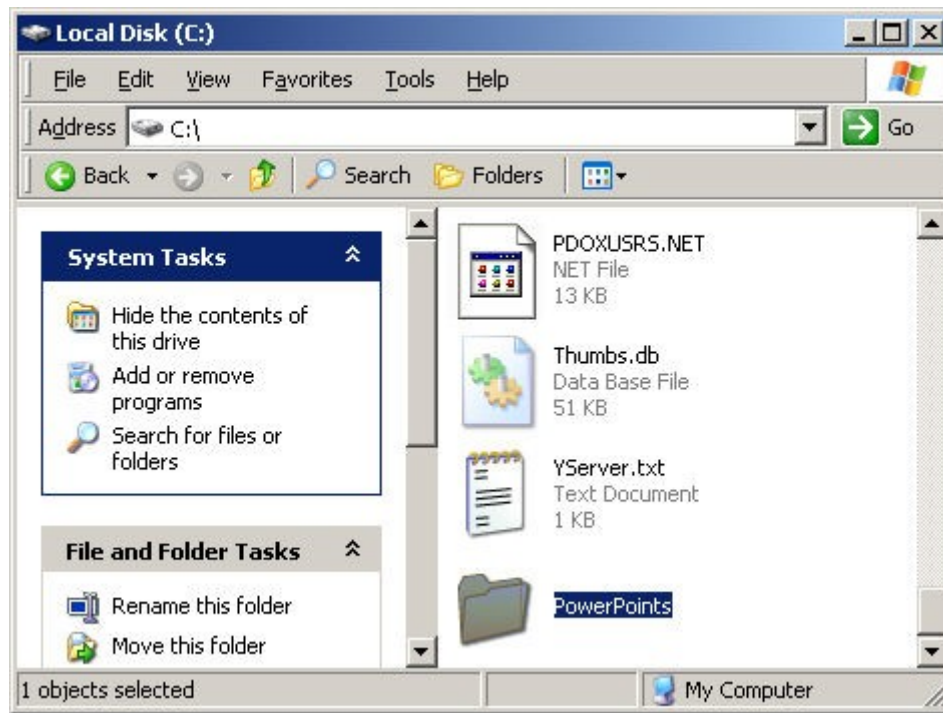 Local Disk (C:)
File Edit View Favorites Tools Help
Address C:\ Go
Back Search Folders
System Tasks
Hide the contents of
this drive
Add or remove
programs
Search for files or
folders
File and Folder Tasks
Rename this folder
Move this folder
PDOXUSRS.NET
NET File
13 KB
Thumbs.db
Data Base File
51 KB
YServer.txt
Text Document
1 KB
PowerPoints
1 objects selected
My Computer